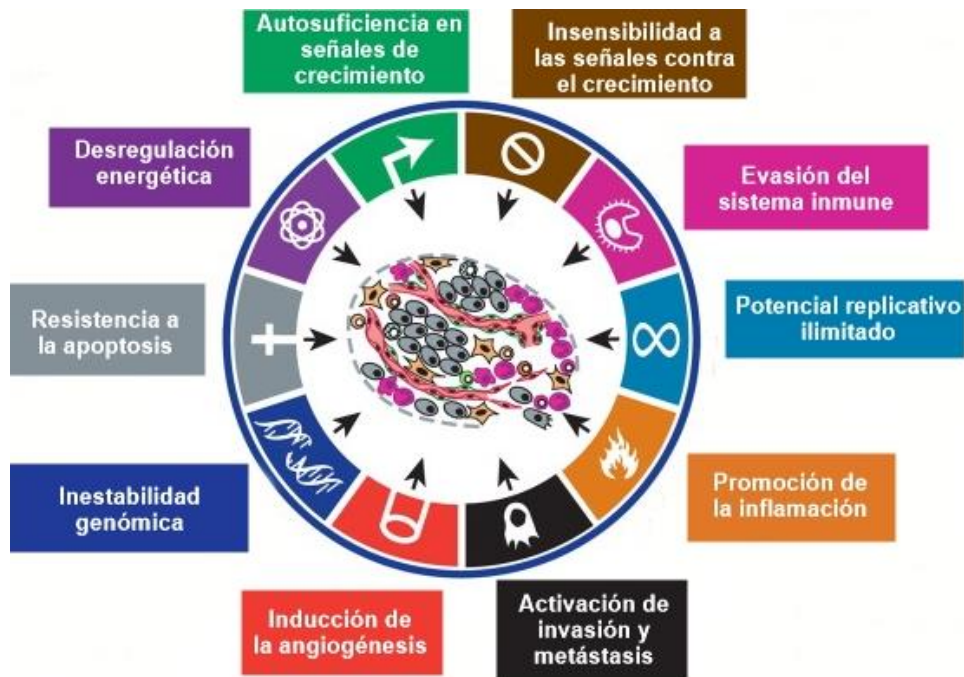 Autosuficiencia en
señales de
crecimiento
Insensibilidad a
las señales contra
el crecimiento
Desregulación
energética
Evasión del
sistema inmune
Resistencia a
la apoptosis
Potencial replicativo
ilimitado
Inestabilidad
genómica
Promoción de
la inflamación
Inducción de
la angiogénesis
Activación de
invasión y
metástasis